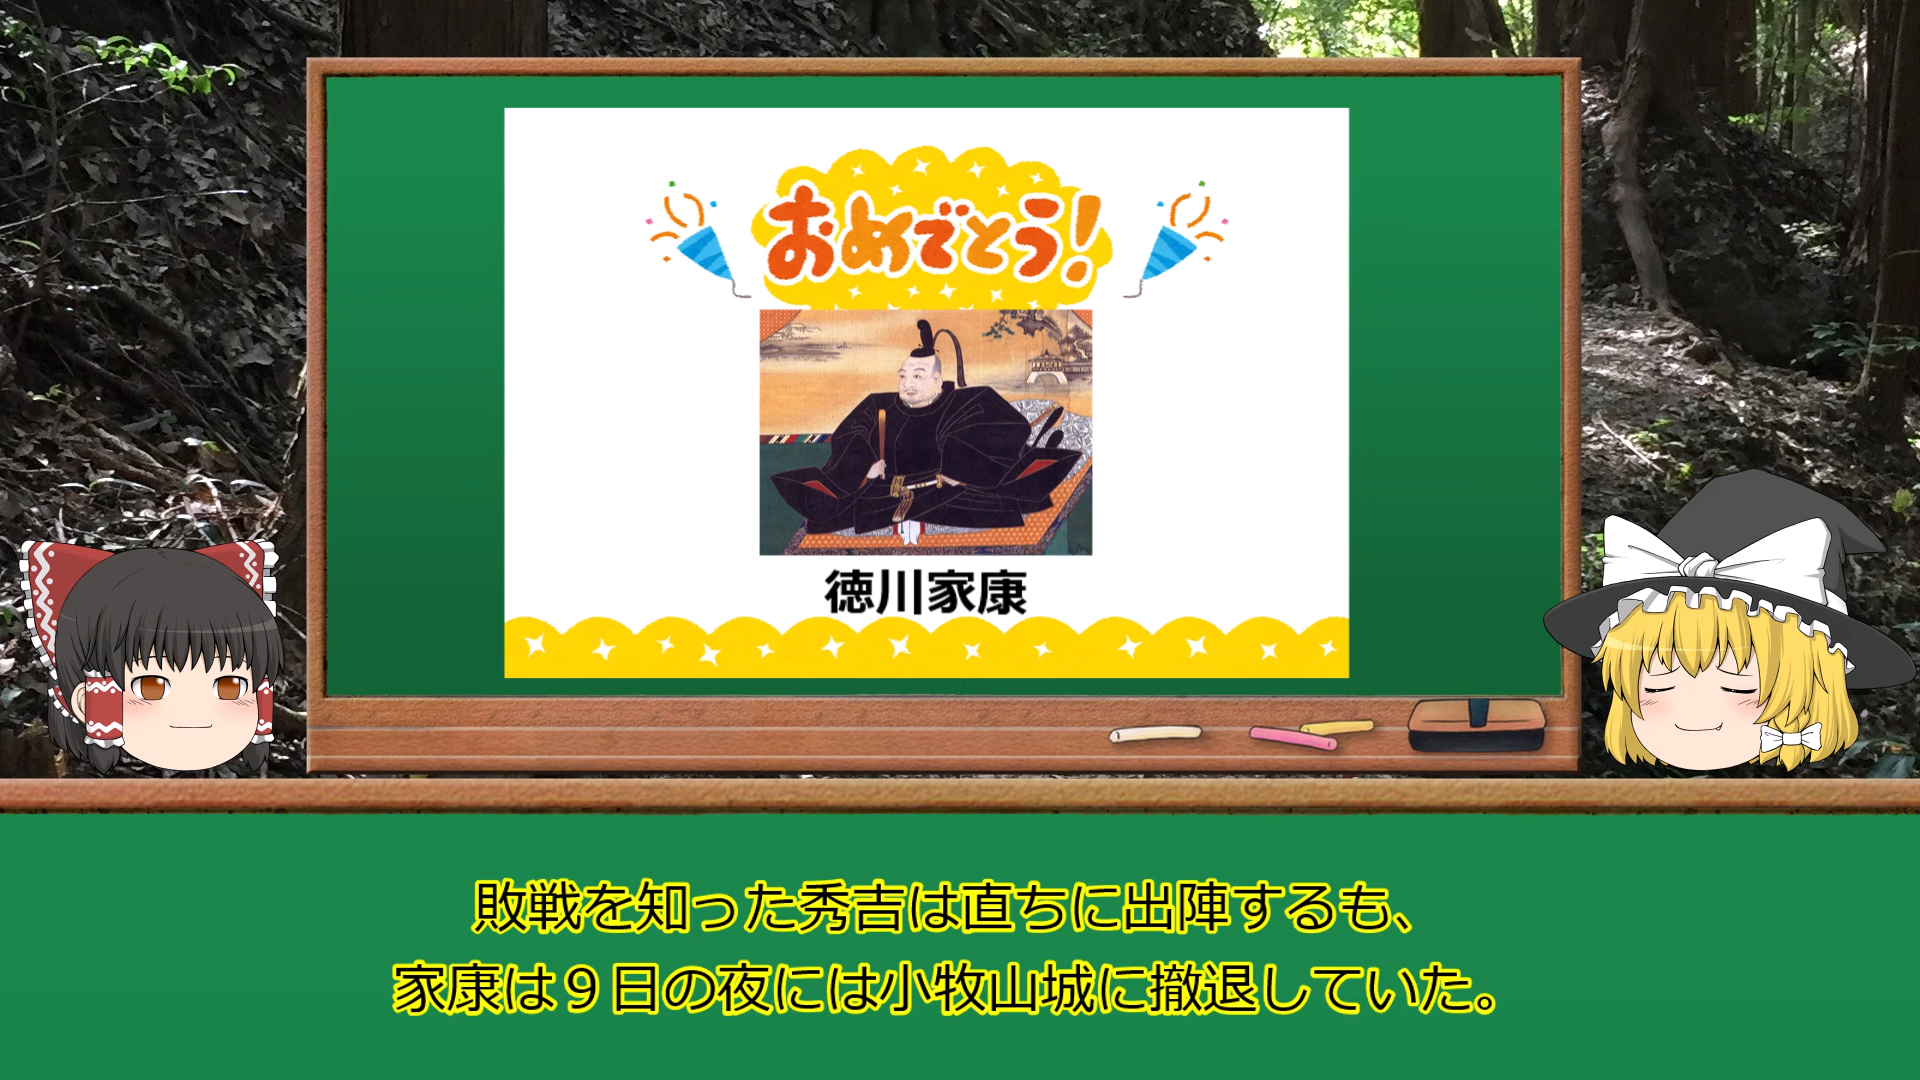 おめでとう!
徳川家康
敗戦を知った秀吉は直ちに出陣するも、
家康は９日の夜には小牧山城に撤退していた。